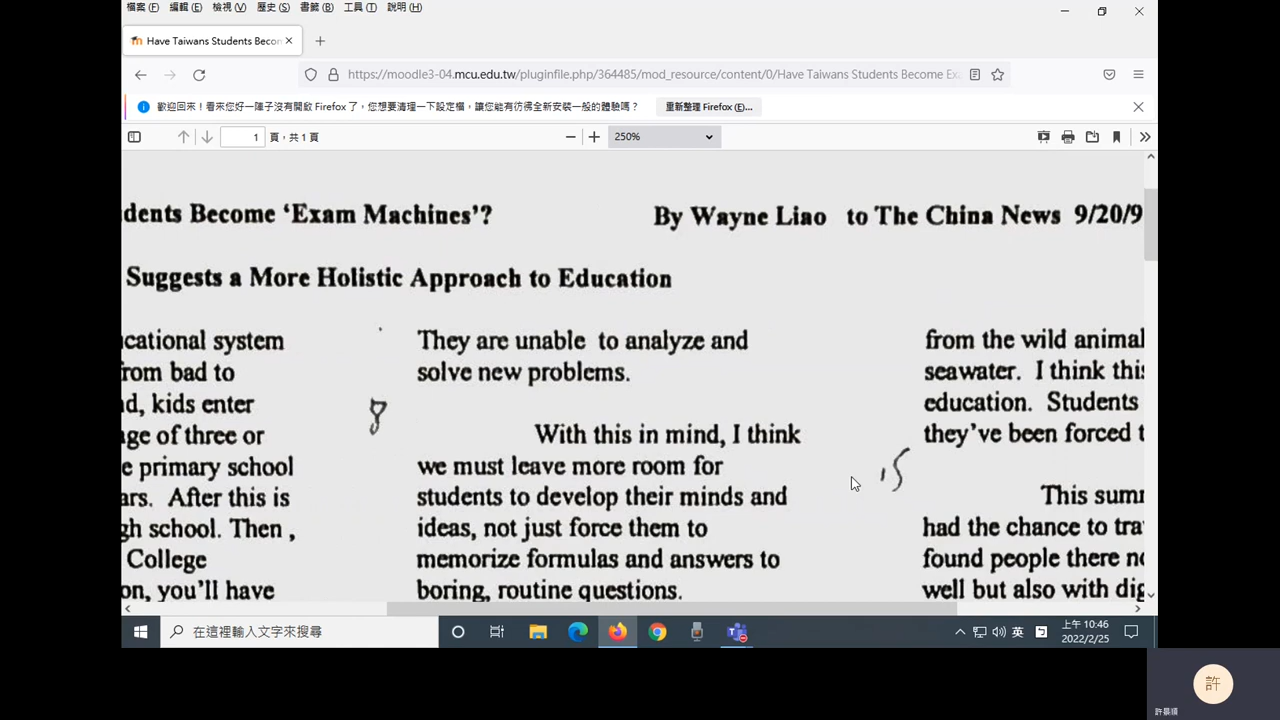 檔案 (F) 編輯 (E) 檢視 (V) 歷史 (S) 書籤 (B) 工具 (T) 說明 (H)
Have Taiwans Students Becom
https://moodle3-24.mcu.edu.tw/pluginfile.php/364485/mod_resource/content/0/Have Taiwans Students Become Ex
歡迎回來！看來您好一陣子沒有開啟 Firefox 了，您想要清理一下設定檔，讓您能有彷彿全新安裝一般的體驗嗎？ 重新整理 Firefox (E)...
1 頁，共 1 頁 250%
dents Become ‘Exam Machines’? By Wayne Liao to The China News 9/20/9
Suggests a More Holistic Approach to Education
ucational system
from bad to
nd, kids enter
age of three or
e primary school
ars. After this is
gh school. Then ,
College
on, you’ll have
They are unable to analyze and
solve new problems.
8
With this in mind, I think
we must leave more room for
students to develop their minds and
ideas, not just force them to
memorize formulas and answers to
boring, routine questions.
from the wild animal
seawater. I think this
education. Students
they’ve been forced t
15
This summ
had the chance to tra
found people there no
well but also with dig
在這裡輸入文字來搜尋
英
上午 10:46
2022/2/25
許